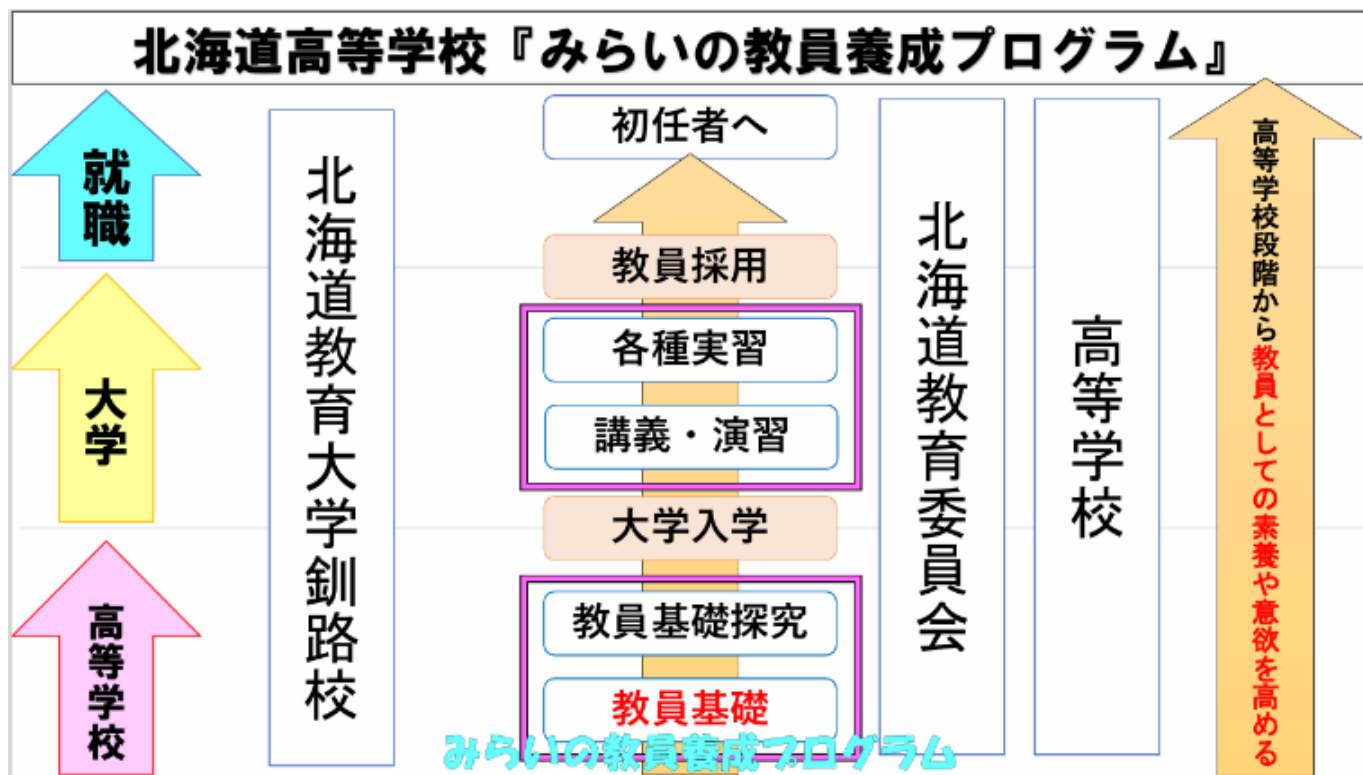 北海道高等学校『みらいの教員養成プログラム』
就職
大学
高等学校
北海道教育大学釧路校
初任者へ
教員採用
各種実習
講義・演習
大学入学
教員基礎探究
教員基礎
みらいの教員養成プログラム
北海道教育委員会
高等学校
高等学校段階から教員としての素養や意欲を高める